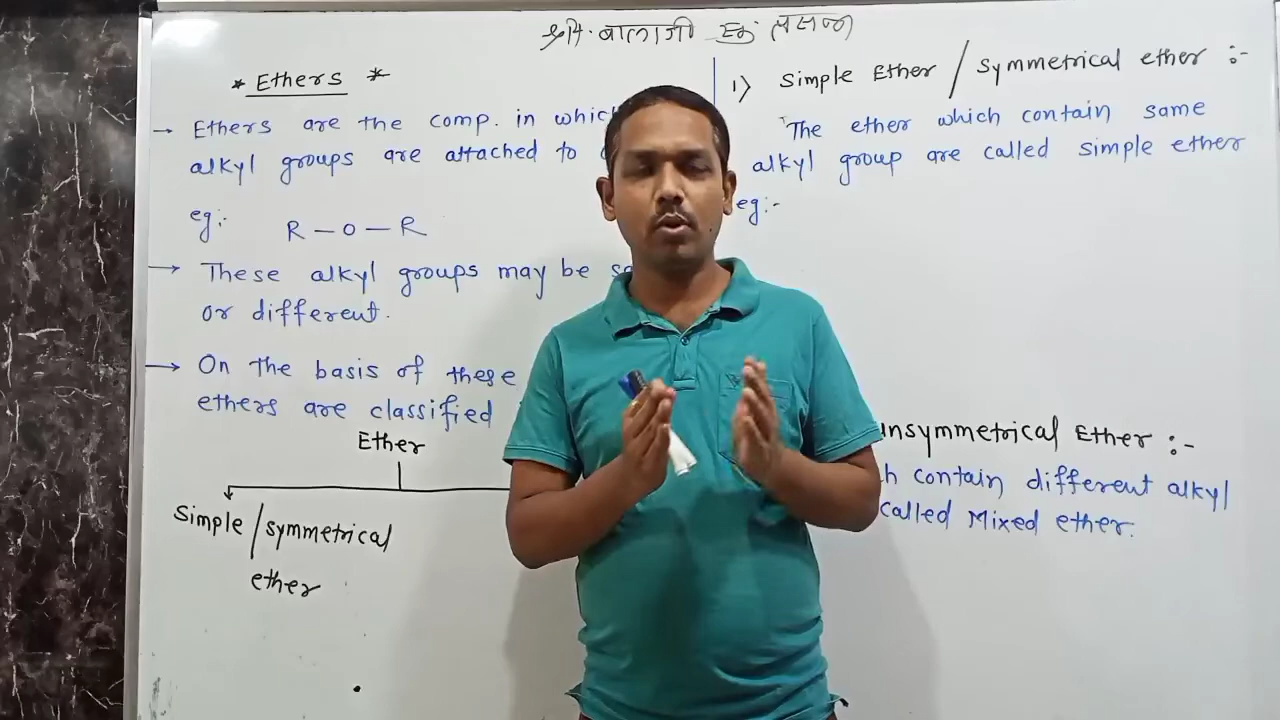 श्री. बालाजी
* Ethers *
→ Ethers are the comp. in which
alkyl groups are attached to
eg:-
R — O — R
→ These alkyl groups may be
or different.
→ On the basis of these
ethers are classified
Ether
Simple / symmetrical
ether
1) Simple Ether / Symmetrical ether :-
The ether which contain same
alkyl group are called simple ether
eg:-
unsymmetrical Ether :-
contain different alkyl
called Mixed ether.